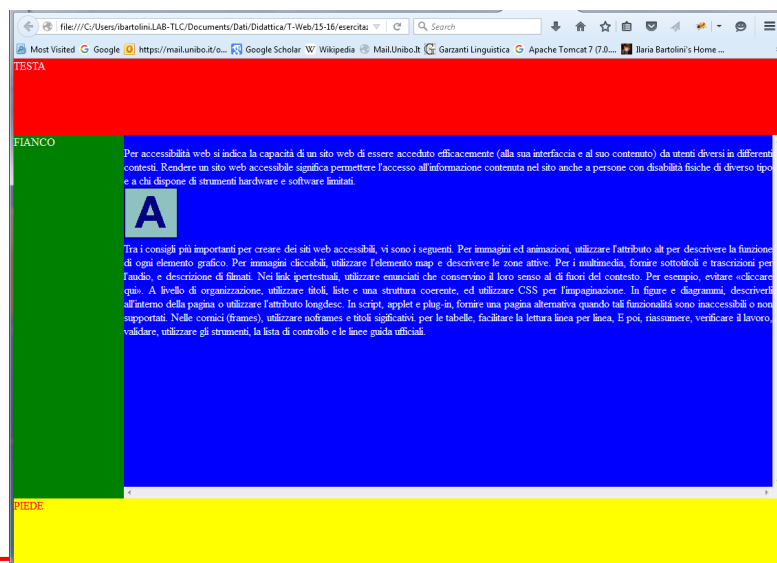 file:///C:/Users/ibartolini.LAB-TLC/Documents/Dati/Didattica/T-Web/15-16/esercita:
Search
Most Visited Google https://mail.unibo.it/o... Google Scholar Wikipedia Mail.Unibo.It Garzanti Linguistica Apache Tomcat 7 (7.0.... Ilaria Bartolini's Home ...
TESTA
FIANCO
Per accessibilità web si indica la capacità di un sito web di essere acceduto efficacemente (alla sua interfaccia e al suo contenuto) da utenti diversi in differenti
contesti. Rendere un sito web accessibile significa permettere l'accesso all'informazione contenuta nel sito anche a persone con disabilità fisiche di diverso tipo
e a chi dispone di strumenti hardware e software limitati.
A
Tra i consigli più importanti per creare dei siti web accessibili, vi sono i seguenti. Per immagini ed animazioni, utilizzare l'attributo alt per descrivere la funzione
di ogni elemento grafico. Per immagini cliccabili, utilizzare l'elemento map e descrivere le zone attive. Per i multimedia, fornire sottotitoli e trascrizioni per
l'audio, e descrizione di filmati. Nei link ipertestuali, utilizzare enunciati che conservino il loro senso al di fuori del contesto. Per esempio, evitare «cliccare
qui». A livello di organizzazione, utilizzare titoli, liste e una struttura coerente, ed utilizzare CSS per l'impaginazione. In figure e diagrammi, descriverli
all'interno della pagina o utilizzare l'attributo longdesc. In script, applet e plug-in, fornire una pagina alternativa quando tali funzionalità sono inaccessibili o non
supportati. Nelle cornici (frames), utilizzare noframes e titoli sigificativi. per le tabelle, facilitare la lettura linea per linea, E poi, riassumere, verificare il lavoro,
validare, utilizzare gli strumenti, la lista di controllo e le linee guida ufficiali.
PIEDE